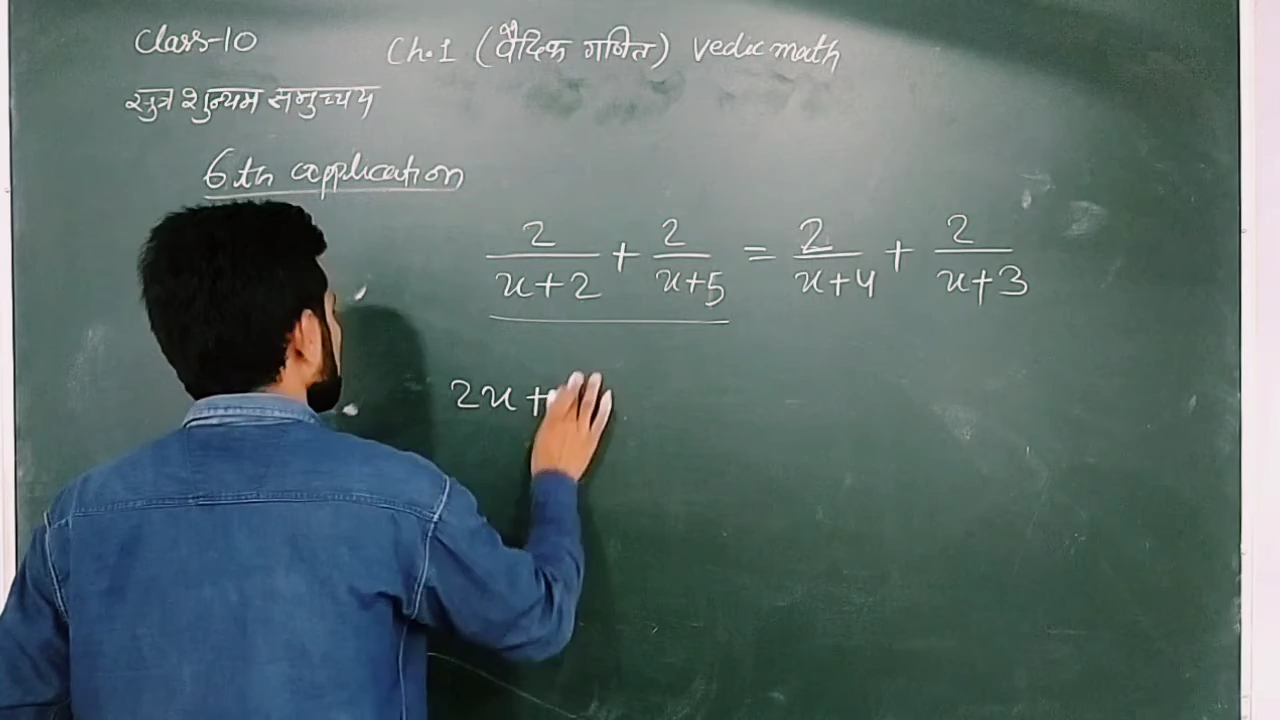 Class-10
Ch.1 (वैदिक गणित) Vedic math
सुत्र शुन्यम समुच्चय
6th application
2/(x+2) + 2/(x+5) = 2/(x+4) + 2/(x+3)
2x +